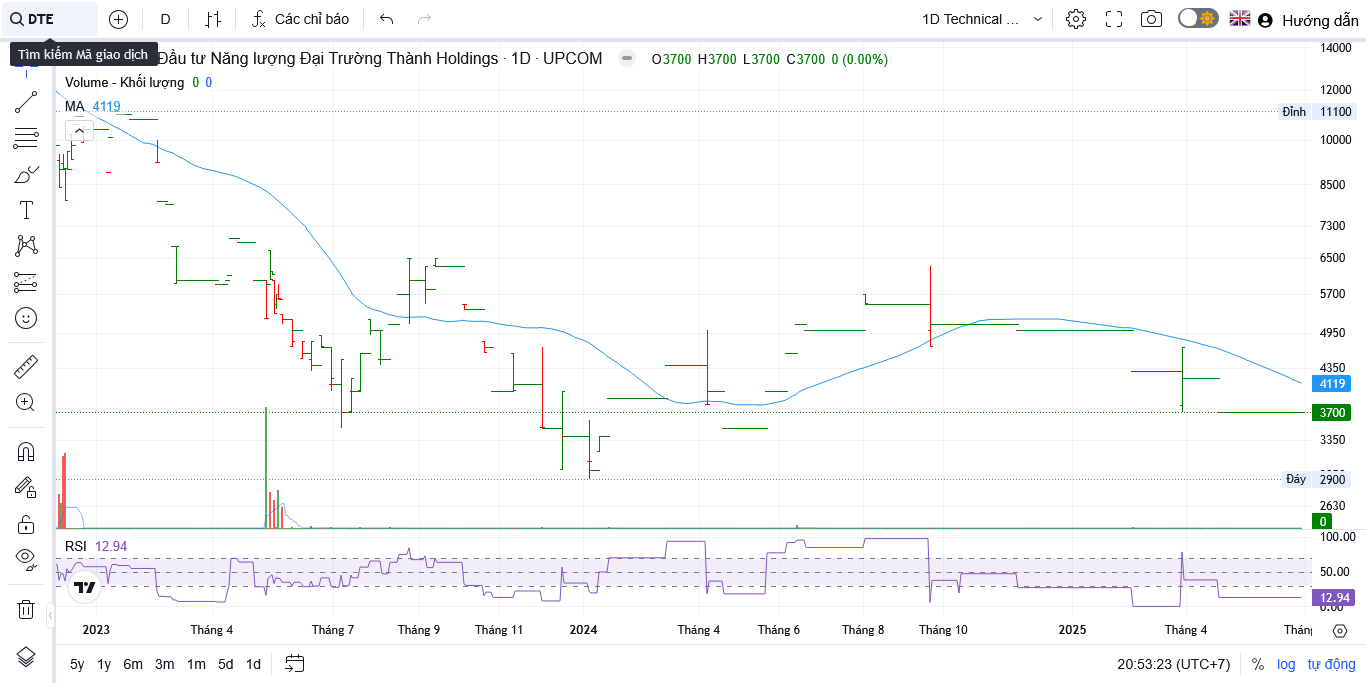 DTE D Các chỉ báo 1D Technical ... Hướng dẫn
Tìm kiếm Mã giao dịch
Đầu tư Năng lượng Đại Trường Thành Holdings · 1D · UPCOM O3700 H3700 L3700 C3700 0 (0.00%)
Volume - Khối lượng 0 0
MA 4119
14000
12000
Đỉnh 11100
10000
8500
7300
6500
5700
4950
4350
4119
3700
3350
Đáy 2900
2630
0
RSI 12.94
100.00
50.00
12.94
0.00
2023 Tháng 4 Tháng 7 Tháng 9 Tháng 11 2024 Tháng 4 Tháng 6 Tháng 8 Tháng 10 2025 Tháng 4 Thán
5y 1y 6m 3m 1m 5d 1d 20:53:23 (UTC+7) % log tự động